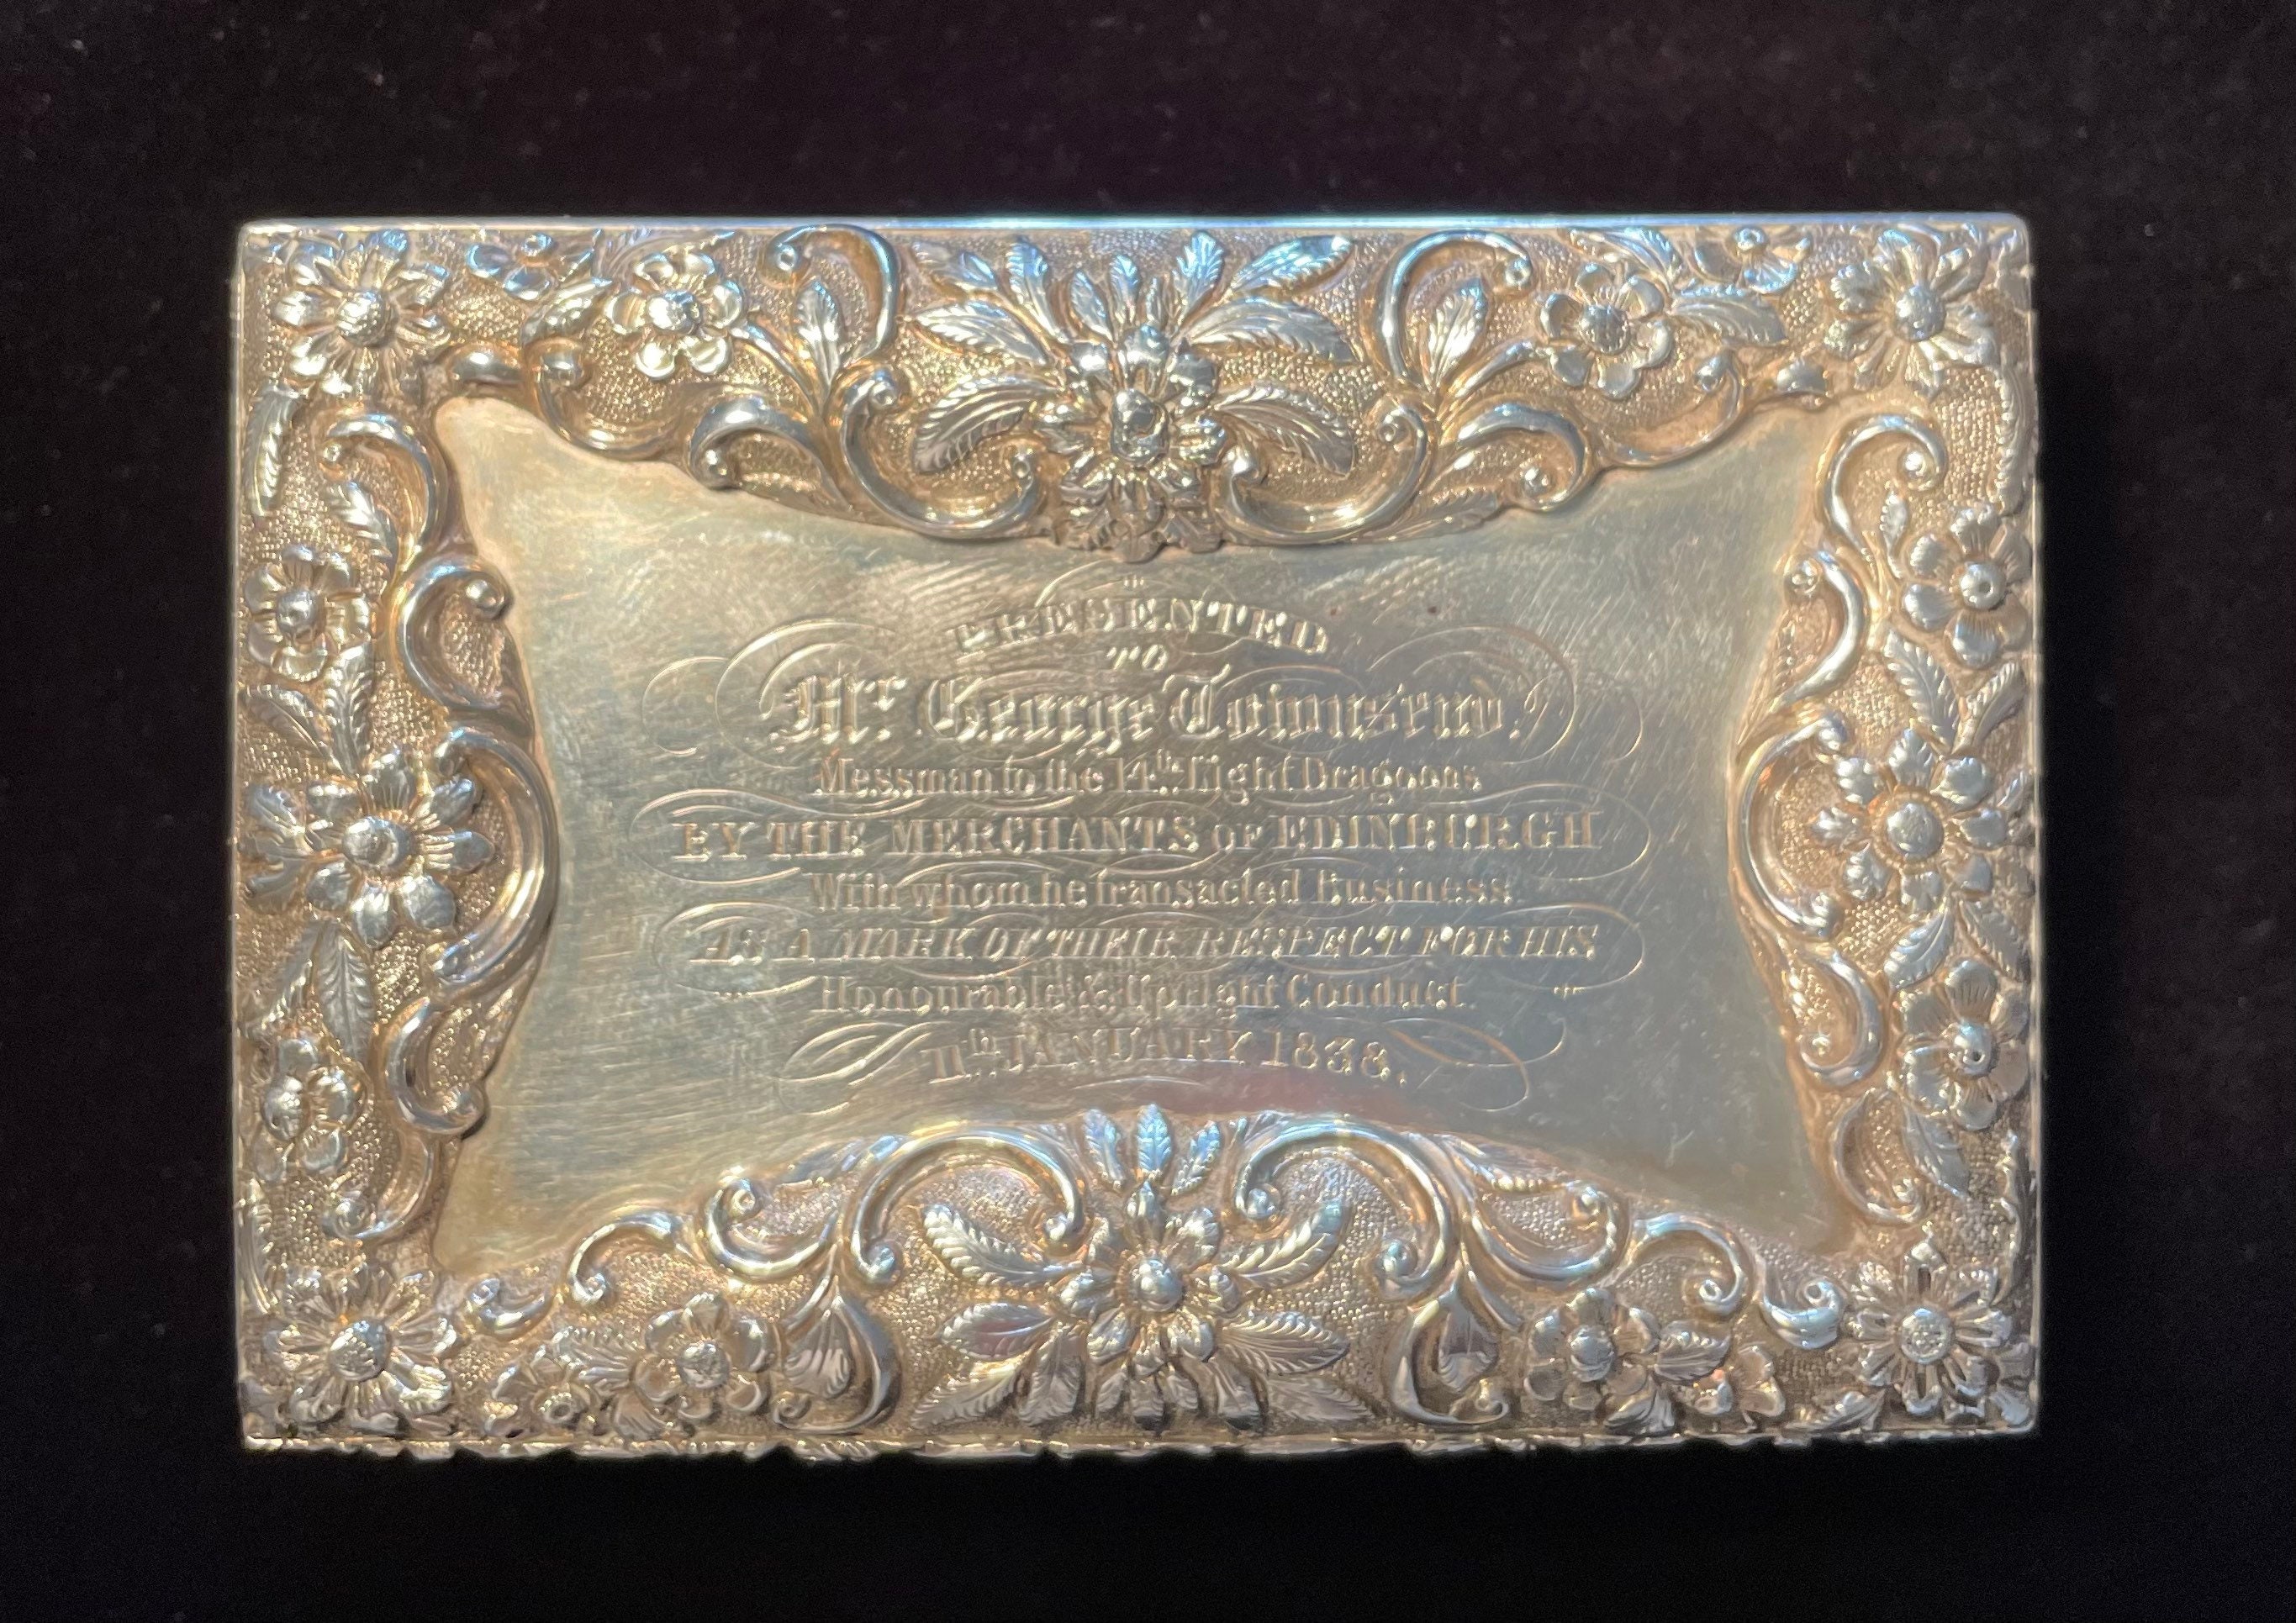 PRESENTED
TO
Mr. George Townsend.
Messman to the 14th. Light Dragoons
BY THE MERCHANTS OF EDINBURGH
With whom he transacted Business
AS A MARK OF THEIR RESPECT FOR HIS
Honourable & Upright Conduct.
11th JANUARY 1838.